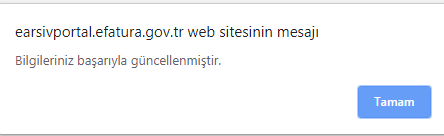 earsivportal.efatura.gov.tr web sitesinin mesajı
Bilgileriniz başarıyla güncellenmiştir.
Tamam